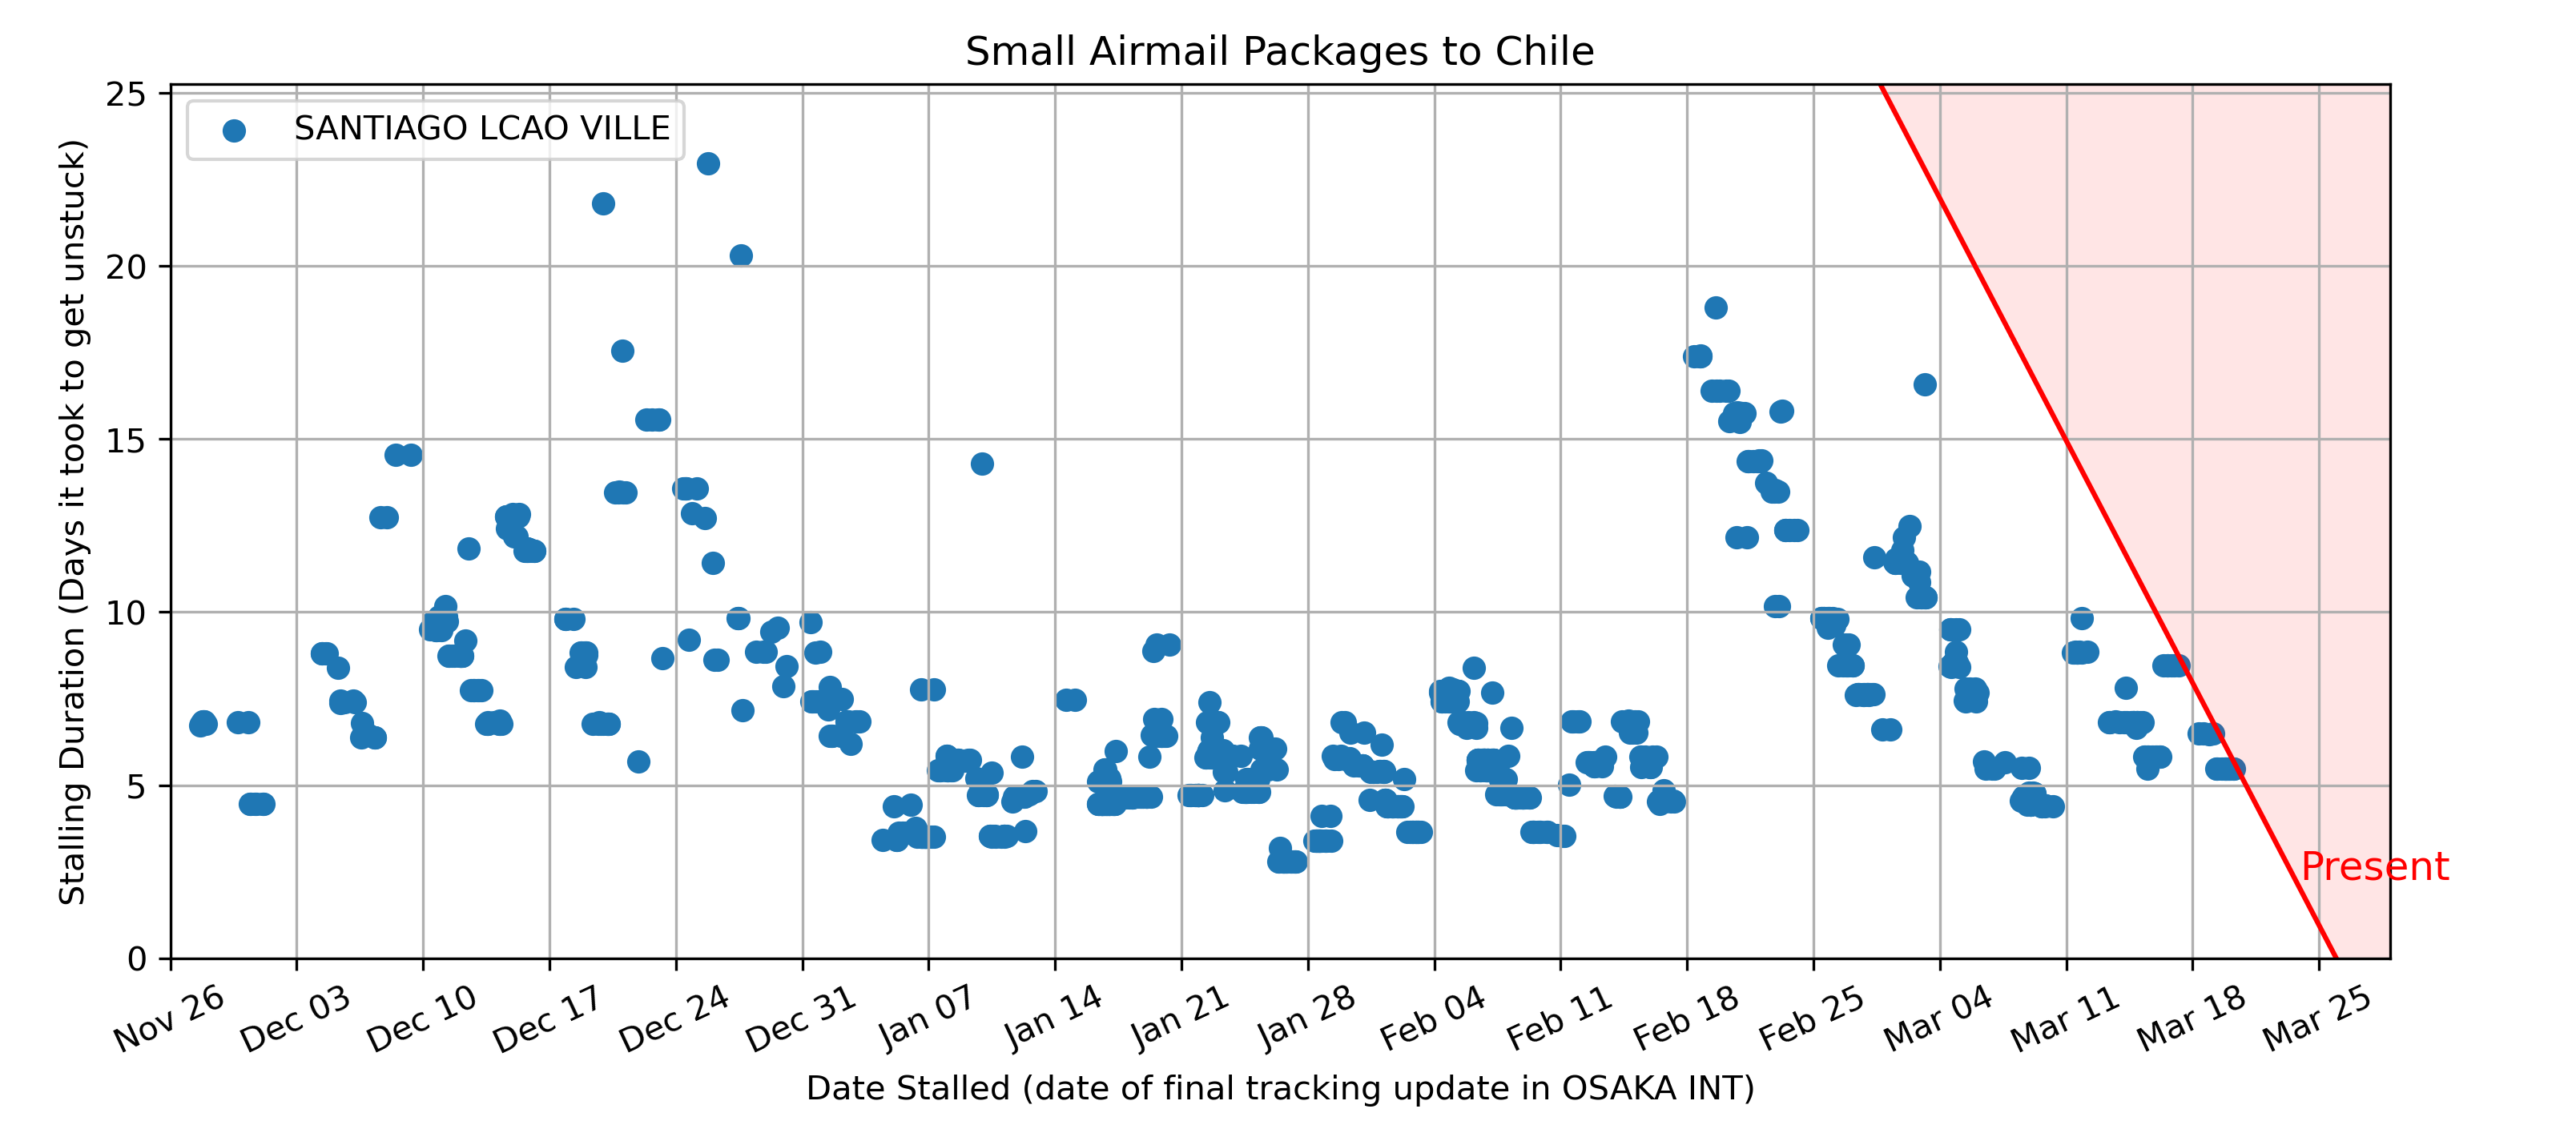 Small Airmail Packages to Chile
SANTIAGO LCAO VILLE
Stalling Duration (Days it took to get unstuck)
25
20
15
10
5
0
Present
Nov 26
Dec 03
Dec 10
Dec 17
Dec 24
Dec 31
Jan 07
Jan 14
Jan 21
Jan 28
Feb 04
Feb 11
Feb 18
Feb 25
Mar 04
Mar 11
Mar 18
Mar 25
Date Stalled (date of final tracking update in OSAKA INT)